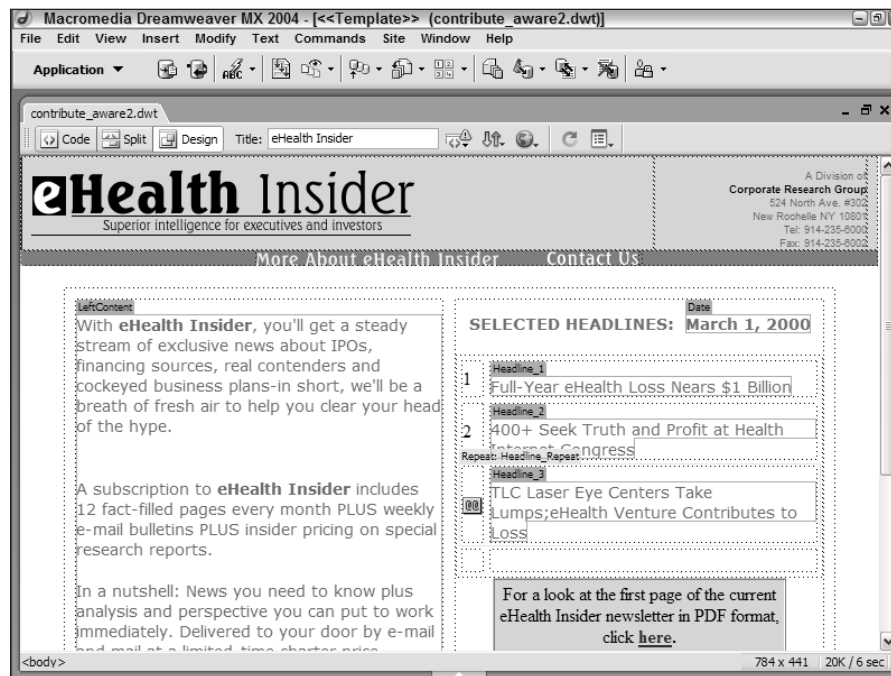 Macromedia Dreamweaver MX 2004 - [<<Template>> (contribute_aware2.dwt)]
File Edit View Insert Modify Text Commands Site Window Help
Application
contribute_aware2.dwt
Code Split Design Title: eHealth Insider
eHealth Insider
Superior intelligence for executives and investors
A Division of
Corporate Research Group
524 North Ave. #302
New Rochelle NY 10801
Tel: 914-235-6000
Fax: 914-235-6002
More About eHealth Insider Contact Us
LeftContent
With eHealth Insider, you'll get a steady
stream of exclusive news about IPOs,
financing sources, real contenders and
cockeyed business plans-in short, we'll be a
breath of fresh air to help you clear your head
of the hype.
A subscription to eHealth Insider includes
12 fact-filled pages every month PLUS weekly
e-mail bulletins PLUS insider pricing on special
research reports.
In a nutshell: News you need to know plus
analysis and perspective you can put to work
immediately. Delivered to your door by e-mail
and mail at a limited-time charter price
Date
SELECTED HEADLINES: March 1, 2000
Headline_1
1 Full-Year eHealth Loss Nears $1 Billion
Headline_2
2 400+ Seek Truth and Profit at Health
Internet Congress
Repeat: Headline_Repeat
Headline_3
TLC Laser Eye Centers Take
Lumps;eHealth Venture Contributes to
Loss
For a look at the first page of the current
eHealth Insider newsletter in PDF format,
click here.
<body> 784 x 441 20K / 6 sec